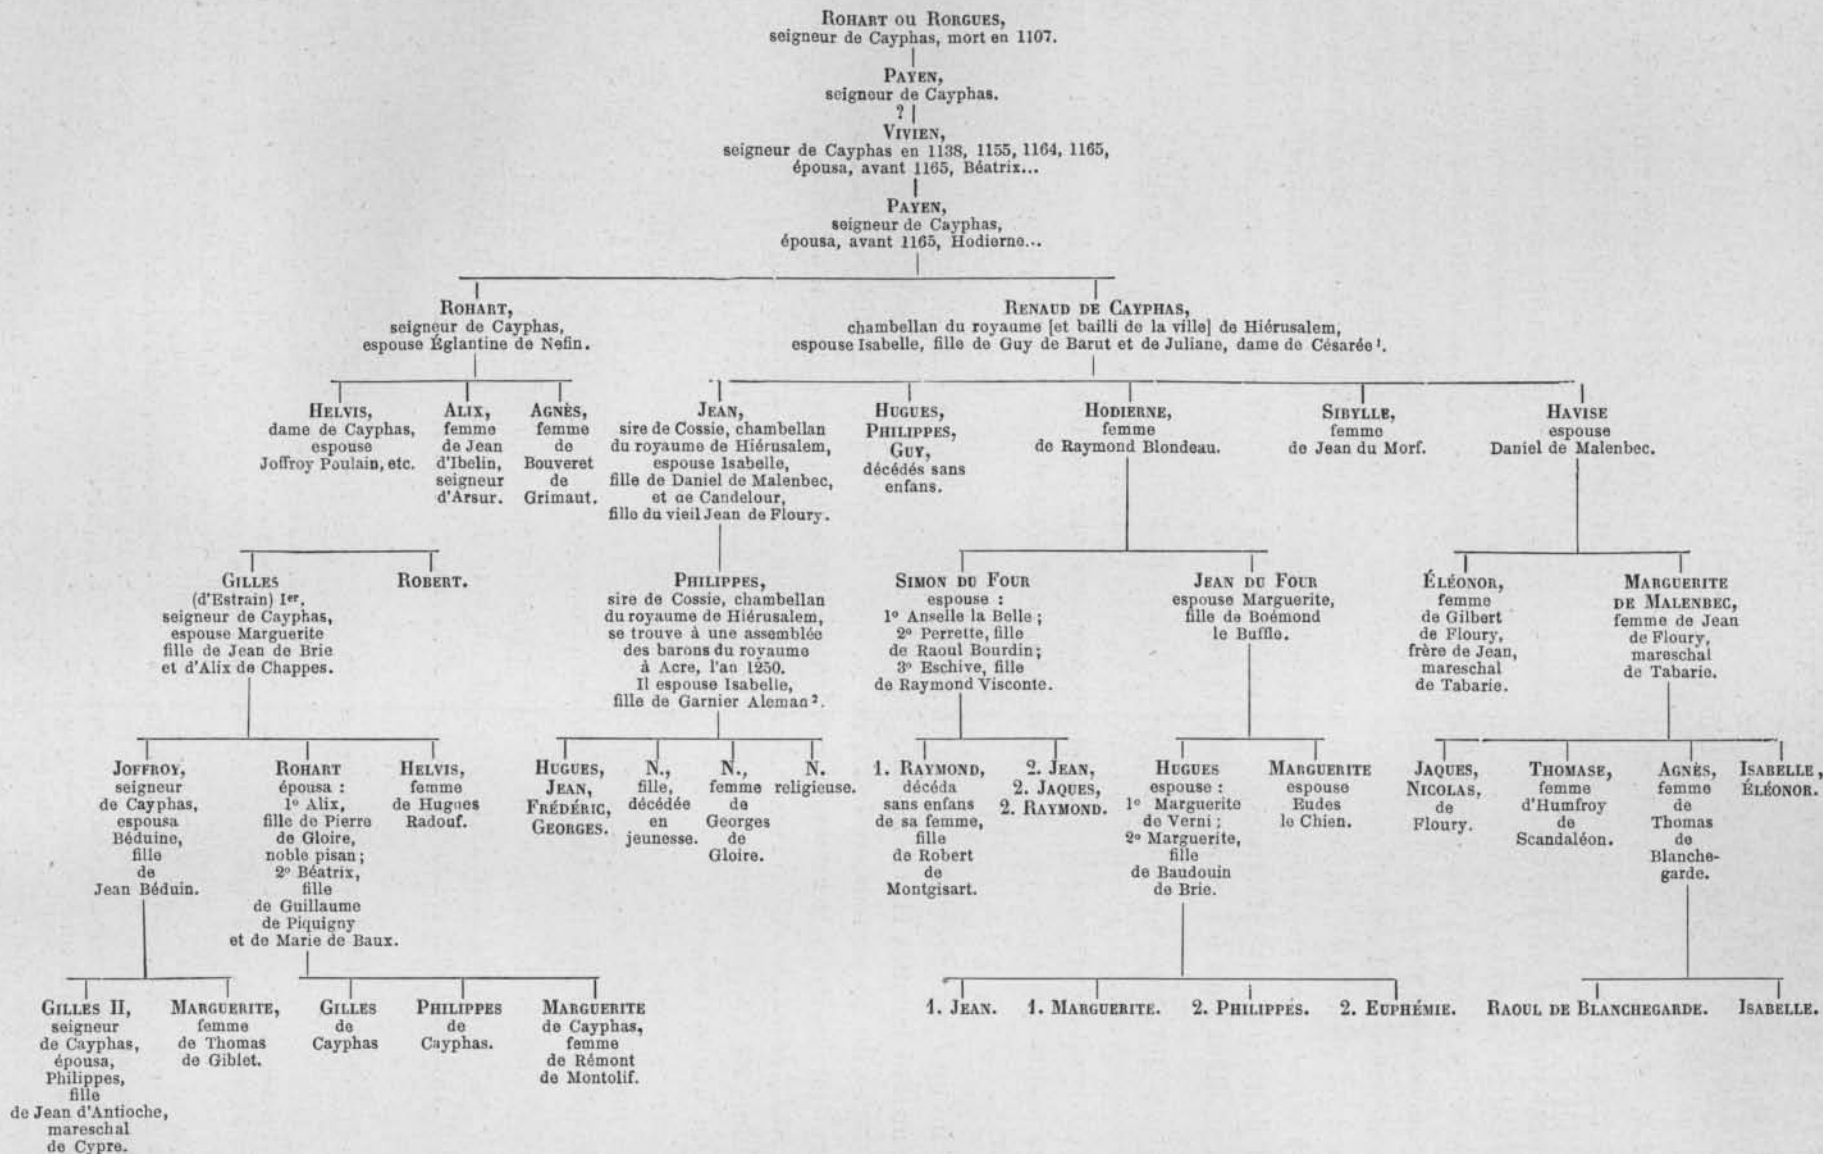 ROHART OU RORGUES,
seigneur de Cayphas, mort en 1107.
PAYEN,
seigneur de Cayphas.
?
VIVIEN,
seigneur de Cayphas en 1138, 1155, 1164, 1165,
épousa, avant 1165, Béatrix...
PAYEN,
seigneur de Cayphas,
épousa, avant 1165, Hodierne...
ROHART,
seigneur de Cayphas,
espouse Églantine de Nefin.
RENAUD DE CAYPHAS,
chambellan du royaume [et bailli de la ville] de Hiérusalem,
espouse Isabelle, fille de Guy de Barut et de Juliane, dame de Césarée¹.
HELVIS,
dame de Cayphas,
espouse
Joffroy Poulain, etc.
ALIX,
femme
de Jean
d'Ibelin,
seigneur
d'Arsur.
AGNÈS,
femme
de
Bouveret
de
Grimaut.
JEAN,
sire de Cossie, chambellan
du royaume de Hiérusalem,
espouse Isabelle,
fille de Daniel de Malenbec,
et de Candelour,
fille du vieil Jean de Floury.
HUGUES,
PHILIPPES,
GUY,
décédés sans
enfans.
HODIERNE,
femme
de Raymond Blondeau.
SIBYLLE,
femme
de Jean du Morf.
HAVISE
espouse
Daniel de Malenbec.
GILLES
(d'Estrain) Iᵉʳ,
seigneur de Cayphas,
espouse Marguerite
fille de Jean de Brie
et d'Alix de Chappes.
ROBERT.
PHILIPPES,
sire de Cossie, chambellan
du royaume de Hiérusalem,
se trouve à une assemblée
des barons du royaume
à Acre, l'an 1250.
Il espouse Isabelle,
fille de Garnier Aleman².
SIMON DU FOUR
espouse :
1º Anselle la Belle ;
2º Perrette, fille
de Raoul Bourdin ;
3º Eschive, fille
de Raymond Visconte.
JEAN DU FOUR
espouse Marguerite,
fille de Boémond
le Buffle.
ÉLÉONOR,
femme
de Gilbert
de Floury,
frère de Jean,
mareschal
de Tabarie.
MARGUERITE
DE MALENBEC,
femme de Jean
de Floury,
mareschal
de Tabarie.
JOFFROY,
seigneur
de Cayphas,
espousa
Béduine,
fille
de
Jean Béduin.
ROHART
épousa :
1º Alix,
fille de Pierre
de Gloire,
noble pisan ;
2º Béatrix,
fille
de Guillaume
de Piquigny
et de Marie de Baux.
HELVIS,
femme
de Hugues
Radouf.
HUGUES,
JEAN,
FRÉDÉRIC,
GEORGES.
N.,
fille,
décédée
en
jeunesse.
N.,
femme
de
Georges
de
Gloire.
N.
religieuse.
1. RAYMOND,
décéda
sans enfans
de sa femme,
fille
de Robert
de
Montgisart.
2. JEAN,
2. JAQUES,
2. RAYMOND.
HUGUES
espouse :
1º Marguerite
de Verni ;
2º Marguerite,
fille
de Baudouin
de Brie.
MARGUERITE
espouse
Eudes
le Chien.
JAQUES,
NICOLAS,
de
Floury.
THOMASE,
femme
d'Humfroy
de
Scandaléon.
AGNÈS,
femme
de
Thomas
de
Blanche-
garde.
ISABELLE,
ÉLÉONOR.
GILLES II,
seigneur
de Cayphas,
épousa,
Philippes,
fille
de Jean d'Antioche,
mareschal
de Cypre.
MARGUERITE,
femme
de Thomas
de Giblet.
GILLES
de
Cayphas
PHILIPPES
de
Cayphas.
MARGUERITE
de Cayphas,
femme
de Rémont
de Montolif.
1. JEAN.
1. MARGUERITE.
2. PHILIPPES.
2. EUPHÉMIE.
RAOUL DE BLANCHEGARDE.
ISABELLE.